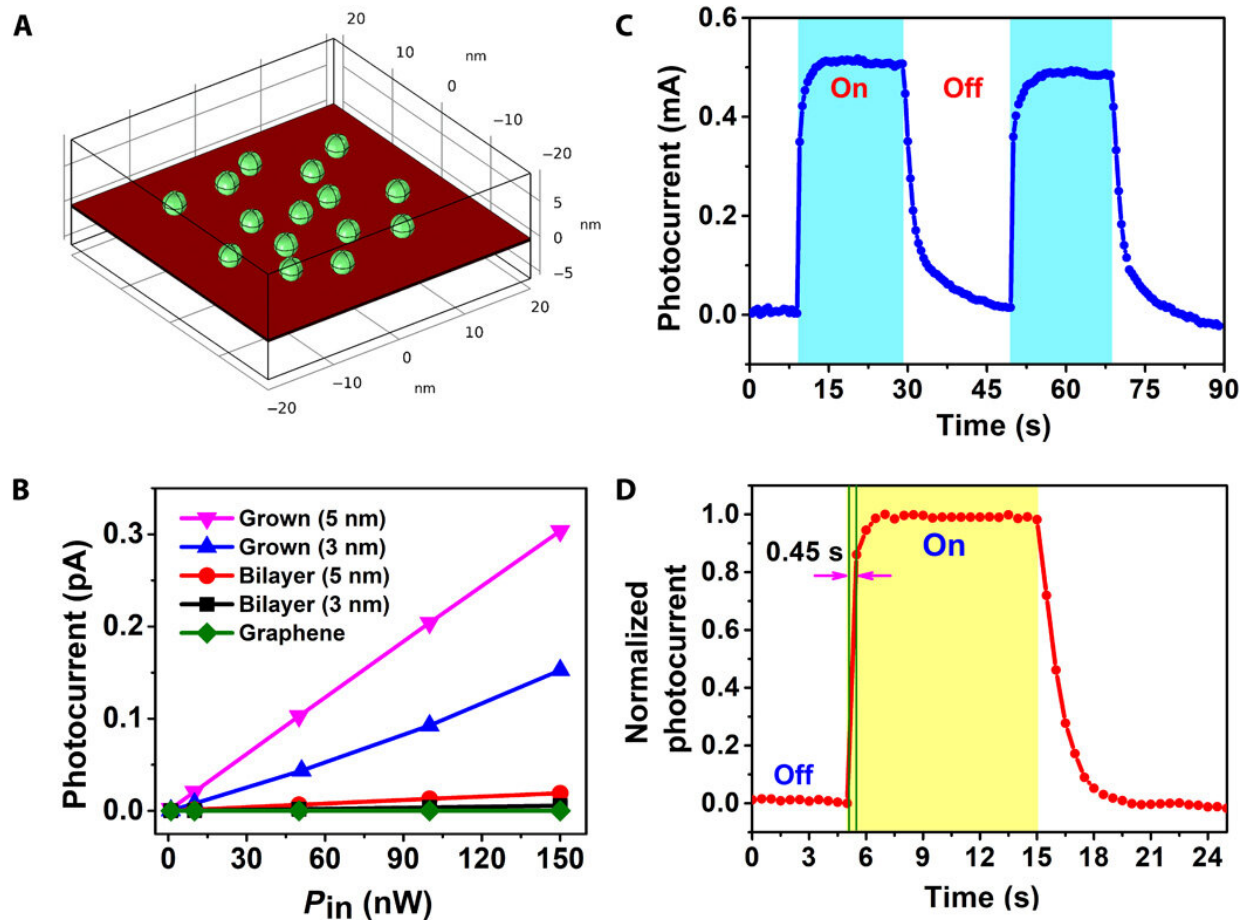 A
20
10
0
−10
−20
nm
5
0
−5
nm
20
10
0
−10
−20
nm
B
Photocurrent (pA)
0.3
0.2
0.1
0.0
Grown (5 nm)
Grown (3 nm)
Bilayer (5 nm)
Bilayer (3 nm)
Graphene
0 30 60 90 120 150
Pin (nW)
C
Photocurrent (mA)
0.6
0.4
0.2
0.0
On
Off
0 15 30 45 60 75 90
Time (s)
D
Normalized
photocurrent
1.0
0.8
0.6
0.4
0.2
0.0
0.45 s
On
Off
0 3 6 9 12 15 18 21 24
Time (s)
20